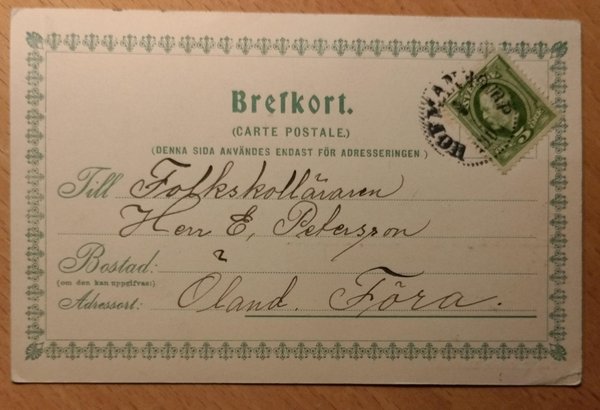 Brefkort.
(CARTE POSTALE.)
(DENNA SIDA ANVÄNDES ENDAST FÖR ADRESSERINGEN)
Till Folkskolläraren
Herr E, Petersson
Bostad:
(om den kan uppgifvas:)
Adressort: Öland. Föra.